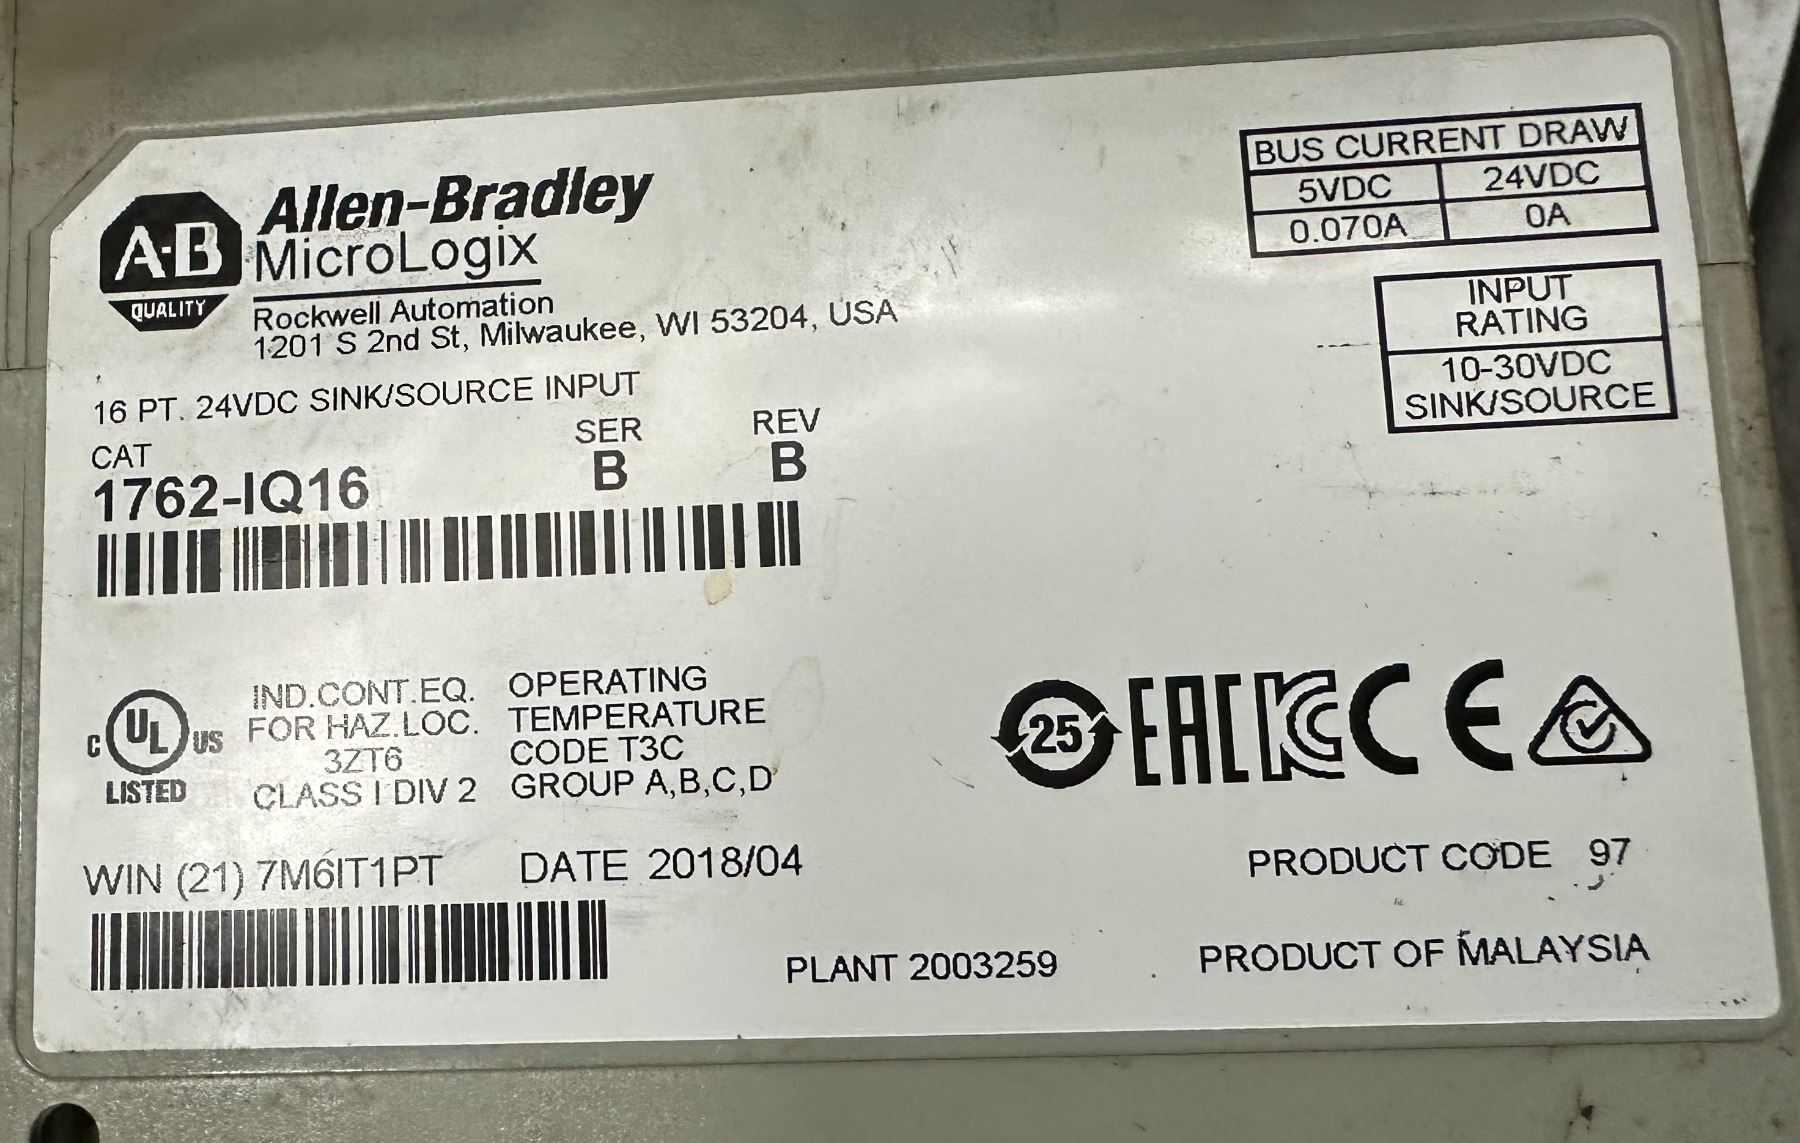 A·B
QUALITY
Allen-Bradley
MicroLogix
Rockwell Automation
1201 S 2nd St, Milwaukee, WI 53204, USA
16 PT. 24VDC SINK/SOURCE INPUT
CAT SER REV
1762-IQ16 B B
BUS CURRENT DRAW
5VDC 24VDC
0.070A 0A
INPUT
RATING
10-30VDC
SINK/SOURCE
C UL US
LISTED
IND.CONT.EQ.
FOR HAZ.LOC.
3ZT6
CLASS I DIV 2
OPERATING
TEMPERATURE
CODE T3C
GROUP A,B,C,D
25 EAC KC CE
WIN (21) 7M6IT1PT DATE 2018/04
PRODUCT CODE 97
PLANT 2003259
PRODUCT OF MALAYSIA